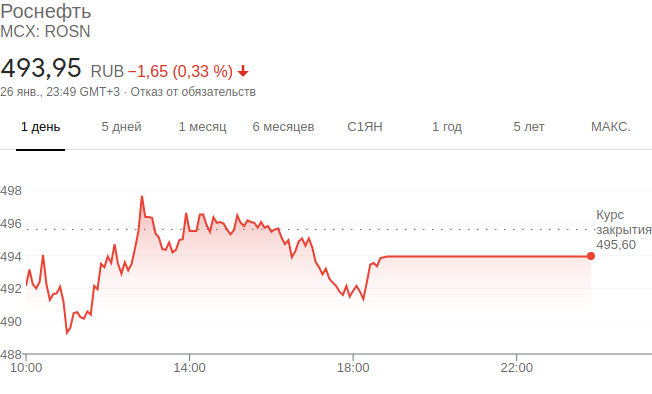 Роснефть
MCX: ROSN
493,95 RUB −1,65 (0,33 %)
26 янв., 23:49 GMT+3 · Отказ от обязательств
1 день 5 дней 1 месяц 6 месяцев С1ЯН 1 год 5 лет МАКС.
498
496
494
492
490
488
Курс
закрытия
495,60
10:00 14:00 18:00 22:00